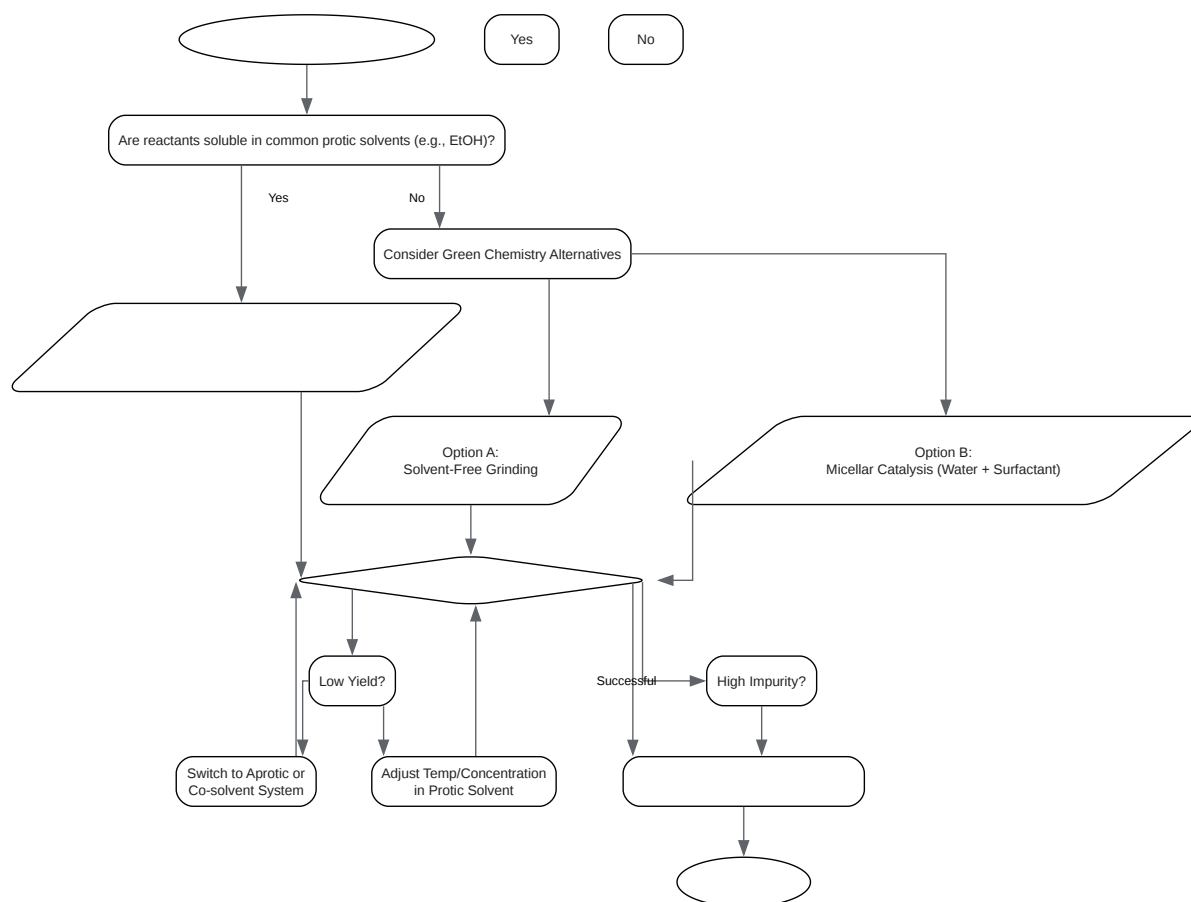 Yes
No
Are reactants soluble in common protic solvents (e.g., EtOH)?
Yes
No
Consider Green Chemistry Alternatives
Option A:
Solvent-Free Grinding
Option B:
Micellar Catalysis (Water + Surfactant)
Low Yield?
Successful
High Impurity?
Switch to Aprotic or
Co-solvent System
Adjust Temp/Concentration
in Protic Solvent